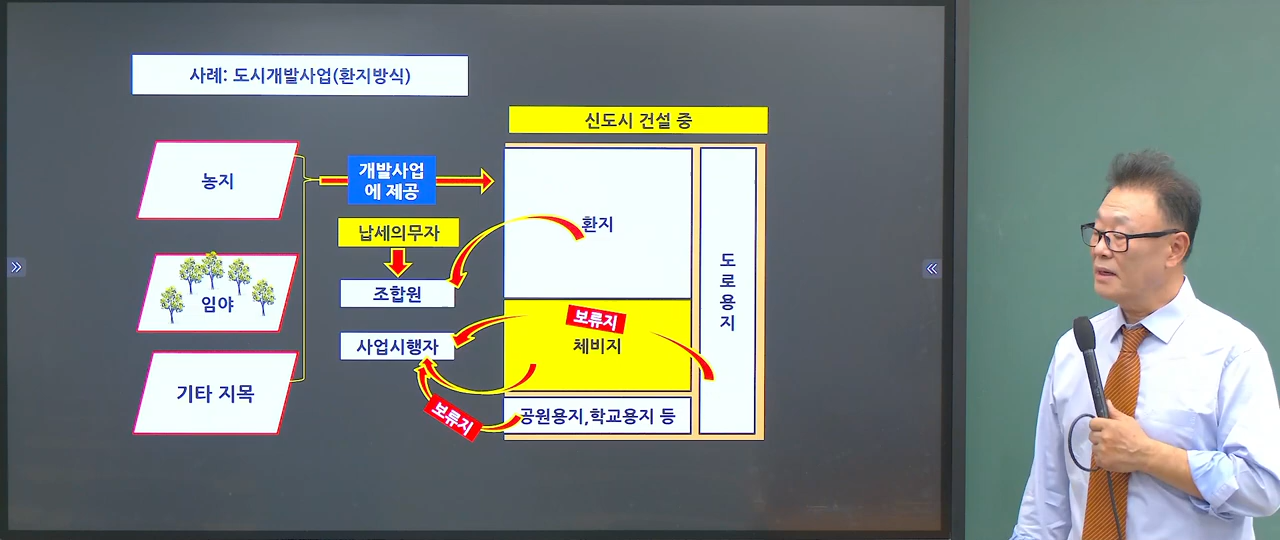 사례: 도시개발사업(환지방식)
신도시 건설 중
농지
개발사업
에 제공
납세의무자
환지
임야
조합원
보류지
사업시행자
체비지
도로용지
기타 지목
보류지
공원용지,학교용지 등